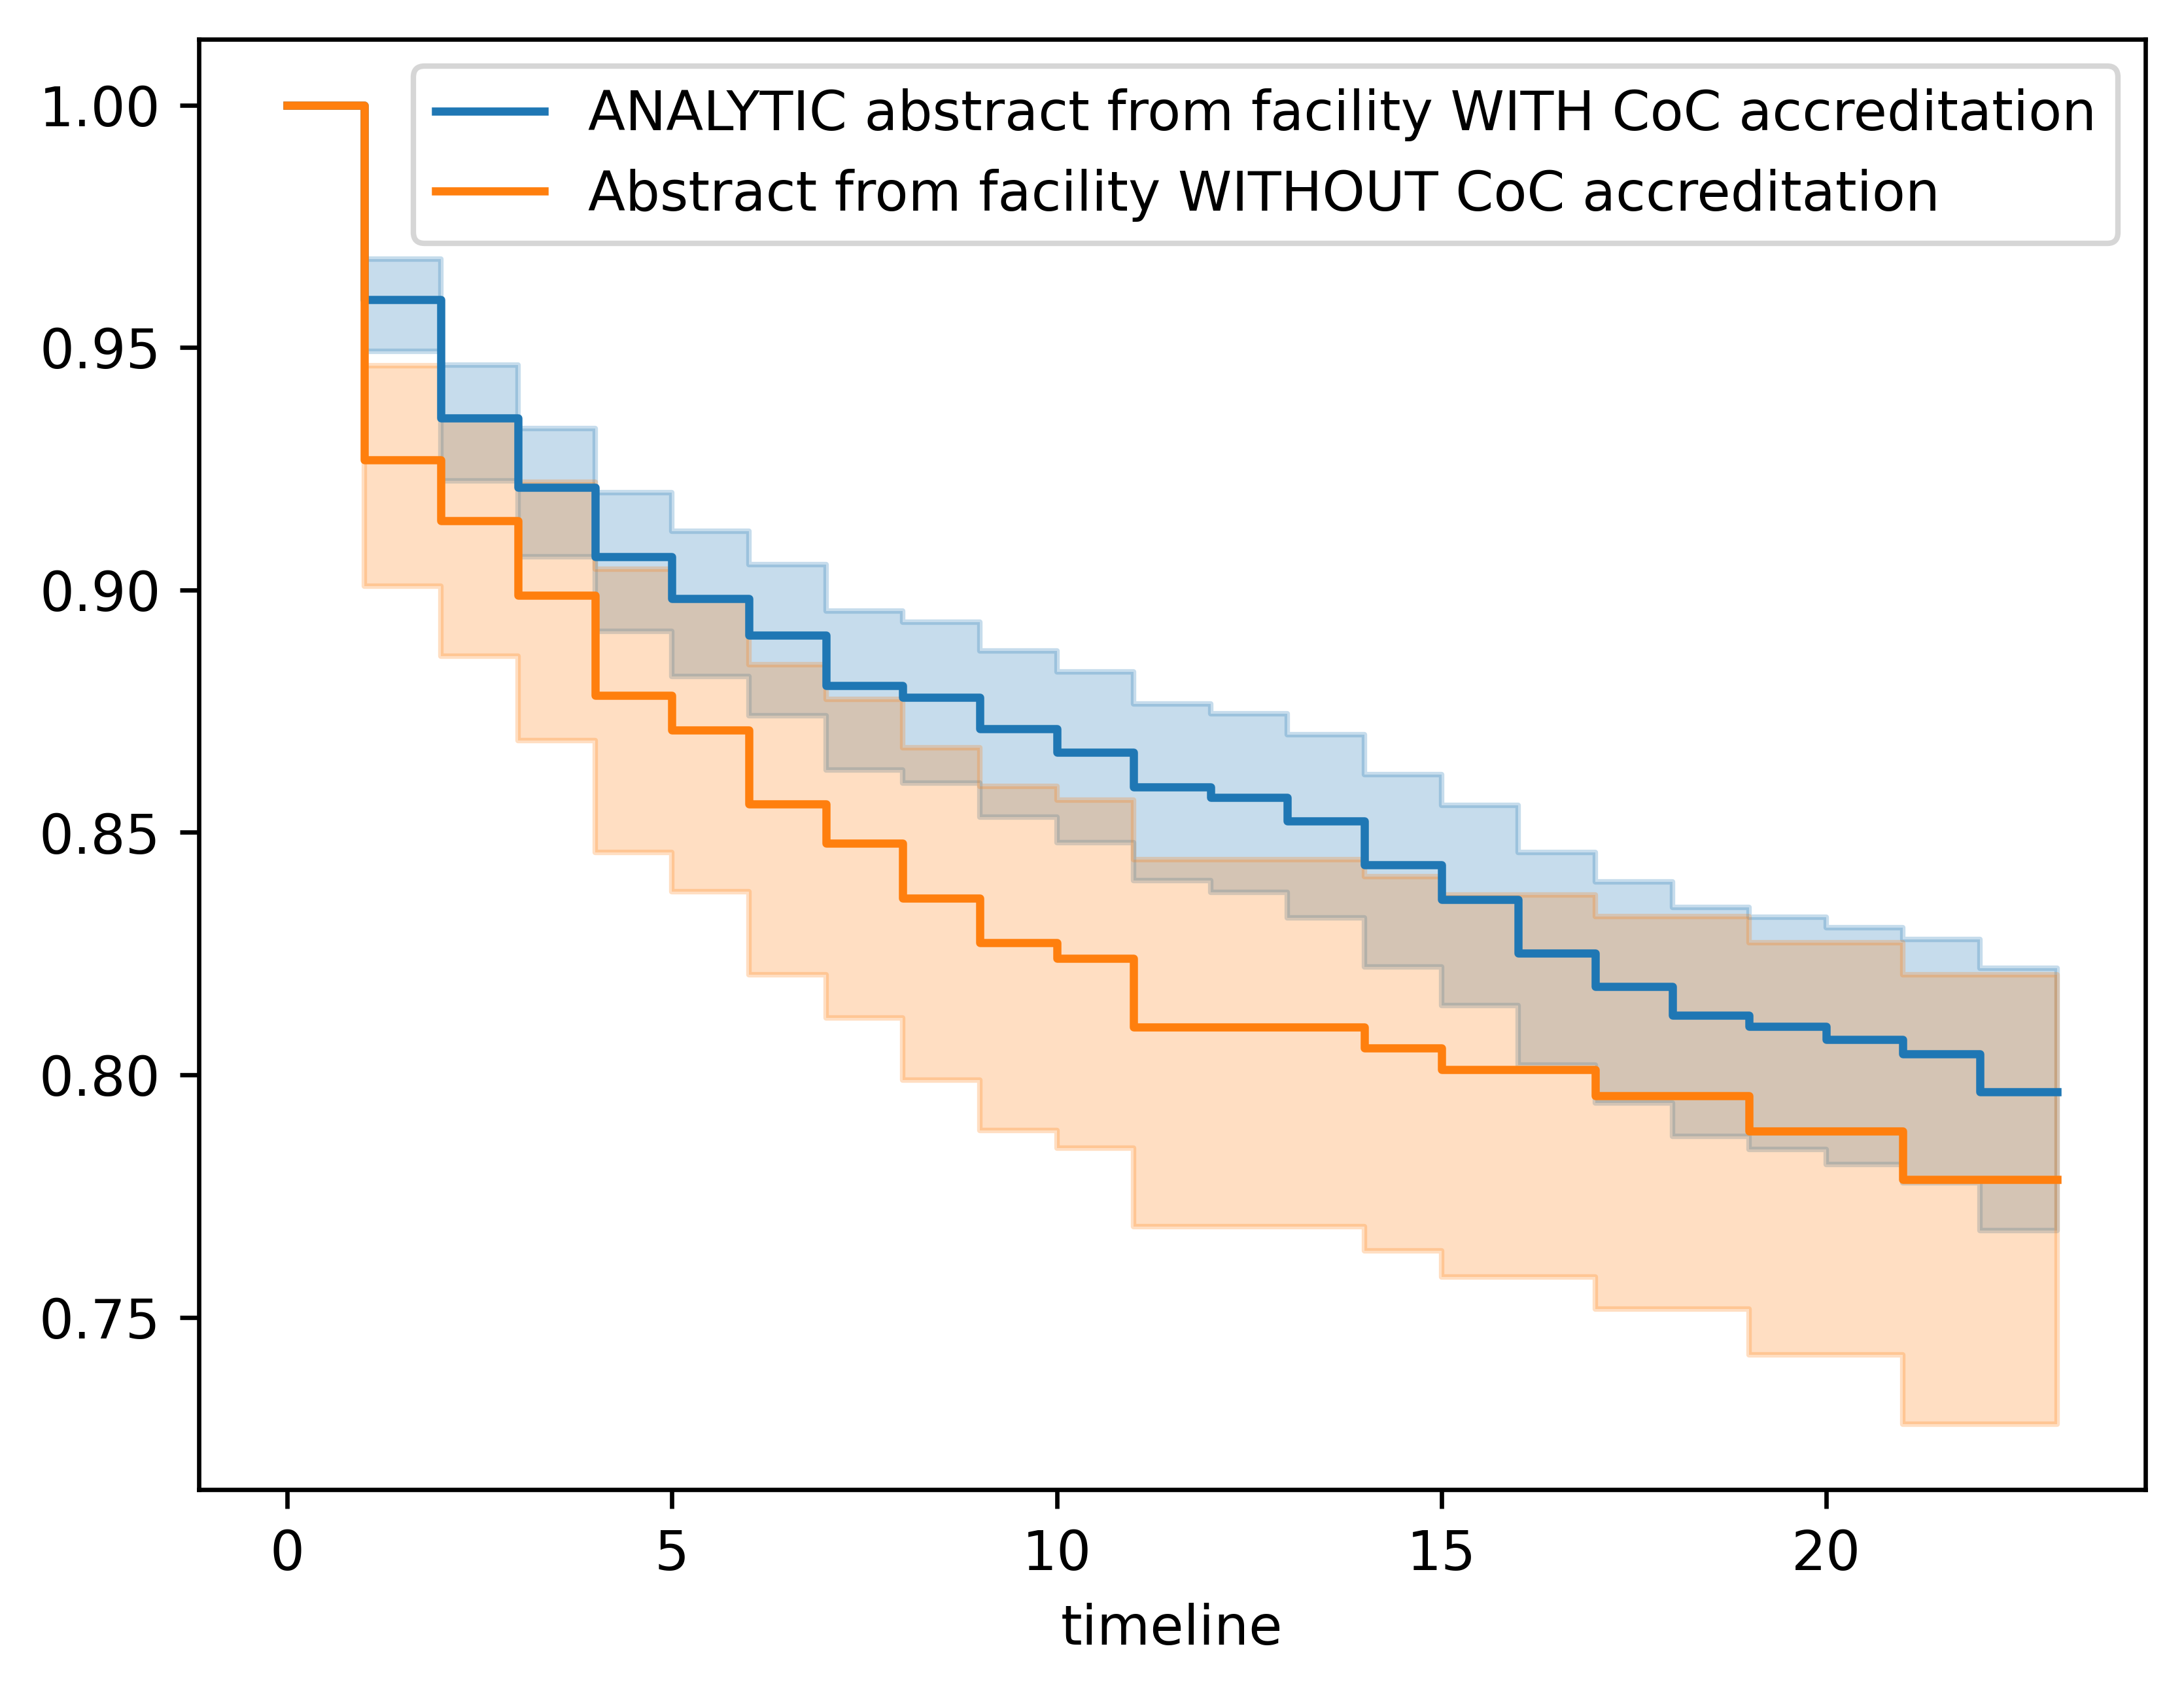 ANALYTIC abstract from facility WITH CoC accreditation
Abstract from facility WITHOUT CoC accreditation
1.00
0.95
0.90
0.85
0.80
0.75
0 5 10 15 20
timeline